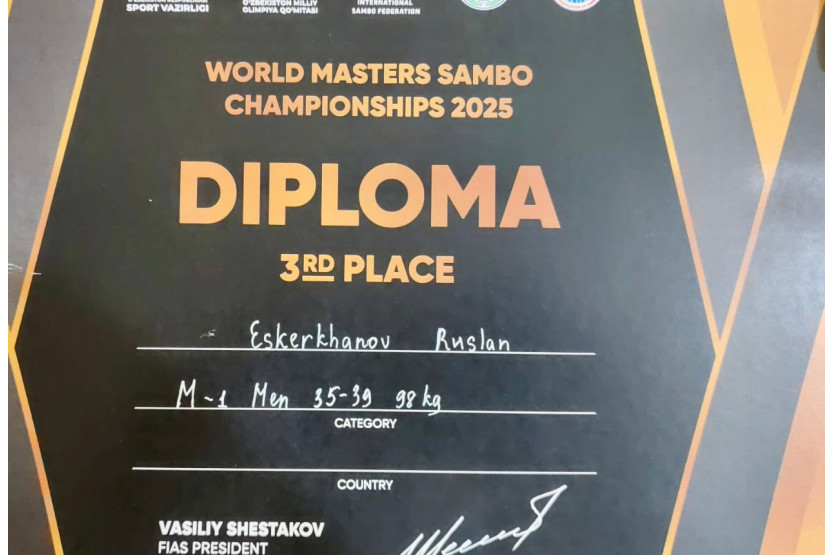 SPORT VAZIRLIGI
O'ZBEKISTON MILLIY
OLIMPIYA QO'MITASI
INTERNATIONAL
SAMBO FEDERATION
WORLD MASTERS SAMBO
CHAMPIONSHIPS 2025
DIPLOMA
3RD PLACE
Eskerkhanov Ruslan
M-1 Men 35-39 98 kg
CATEGORY
COUNTRY
VASILIY SHESTAKOV
FIAS PRESIDENT